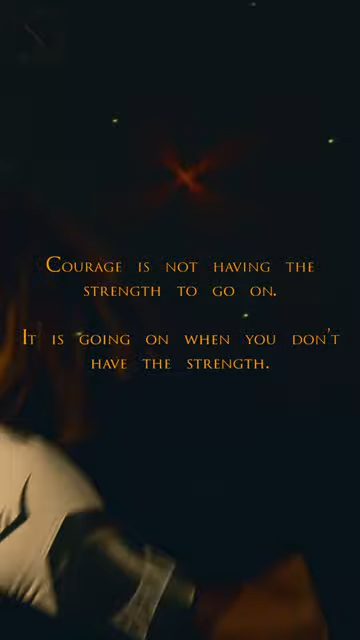 Courage is not having the
strength to go on.
It is going on when you don't
have the strength.